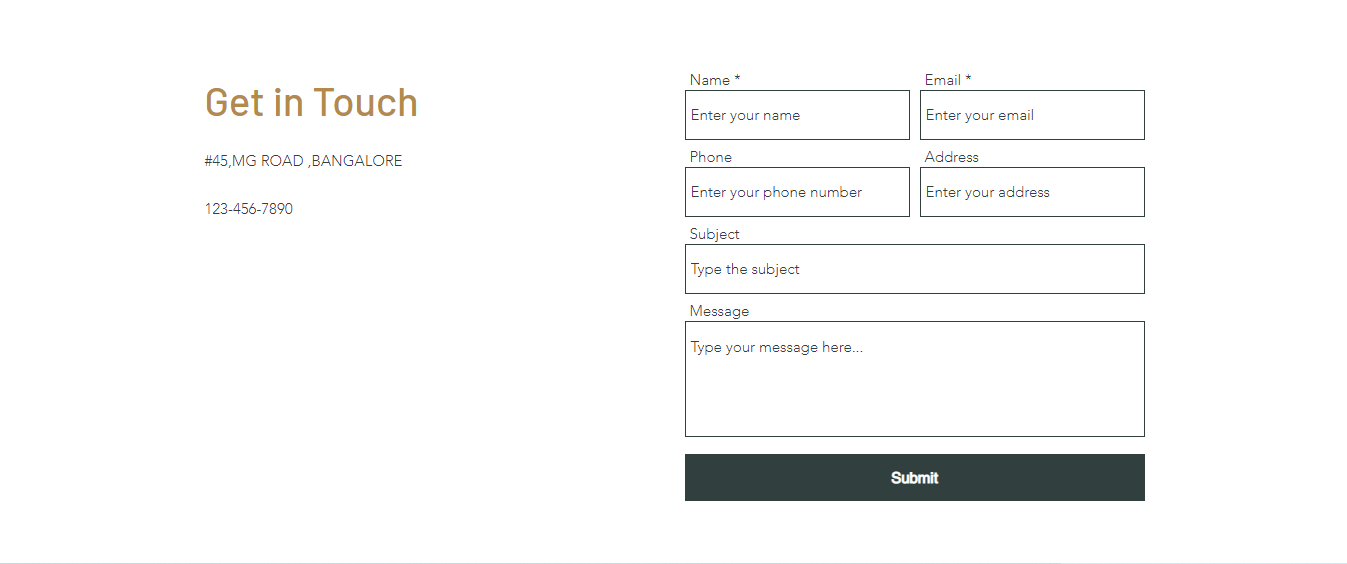 Get in Touch
#45,MG ROAD ,BANGALORE
123-456-7890
Name * Email *
Enter your name Enter your email
Phone Address
Enter your phone number Enter your address
Subject
Type the subject
Message
Type your message here...
Submit